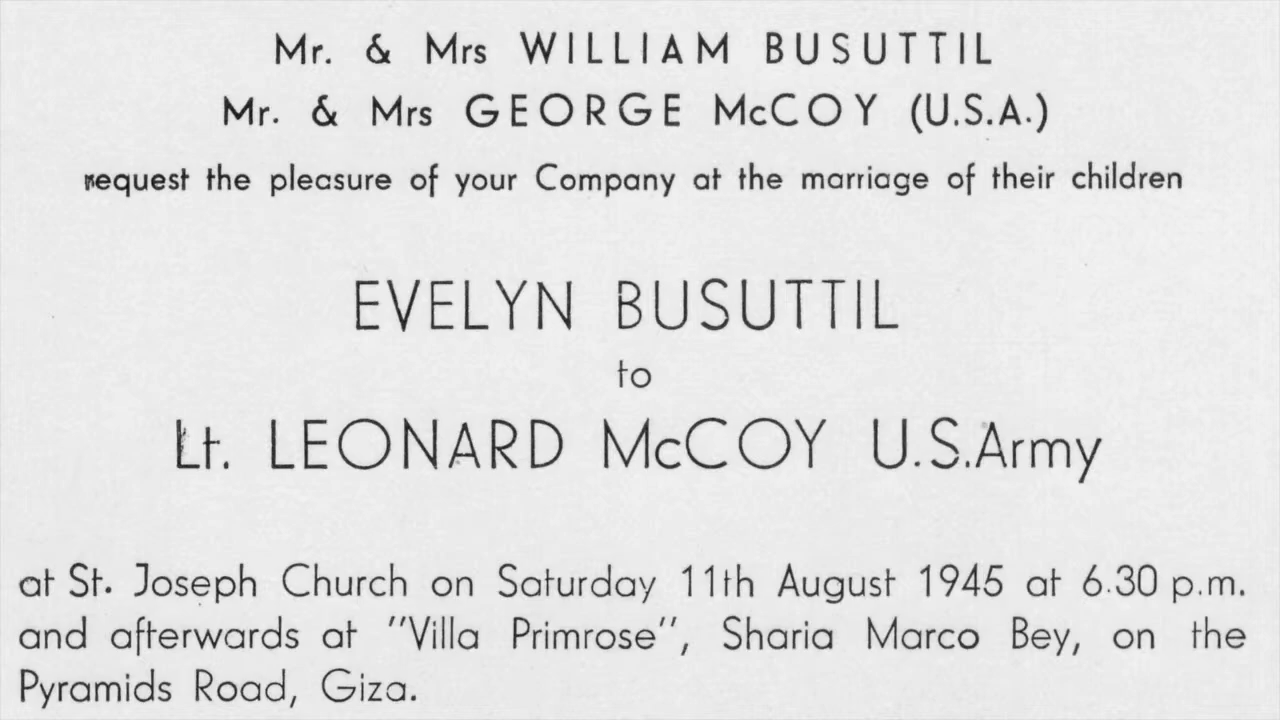 Mr. & Mrs WILLIAM BUSUTTIL
Mr. & Mrs GEORGE McCOY (U.S.A.)
request the pleasure of your Company at the marriage of their children
EVELYN BUSUTTIL
to
Lt. LEONARD McCOY U.S.Army
at St. Joseph Church on Saturday 11th August 1945 at 6.30 p.m.
and afterwards at "Villa Primrose", Sharia Marco Bey, on the
Pyramids Road, Giza.